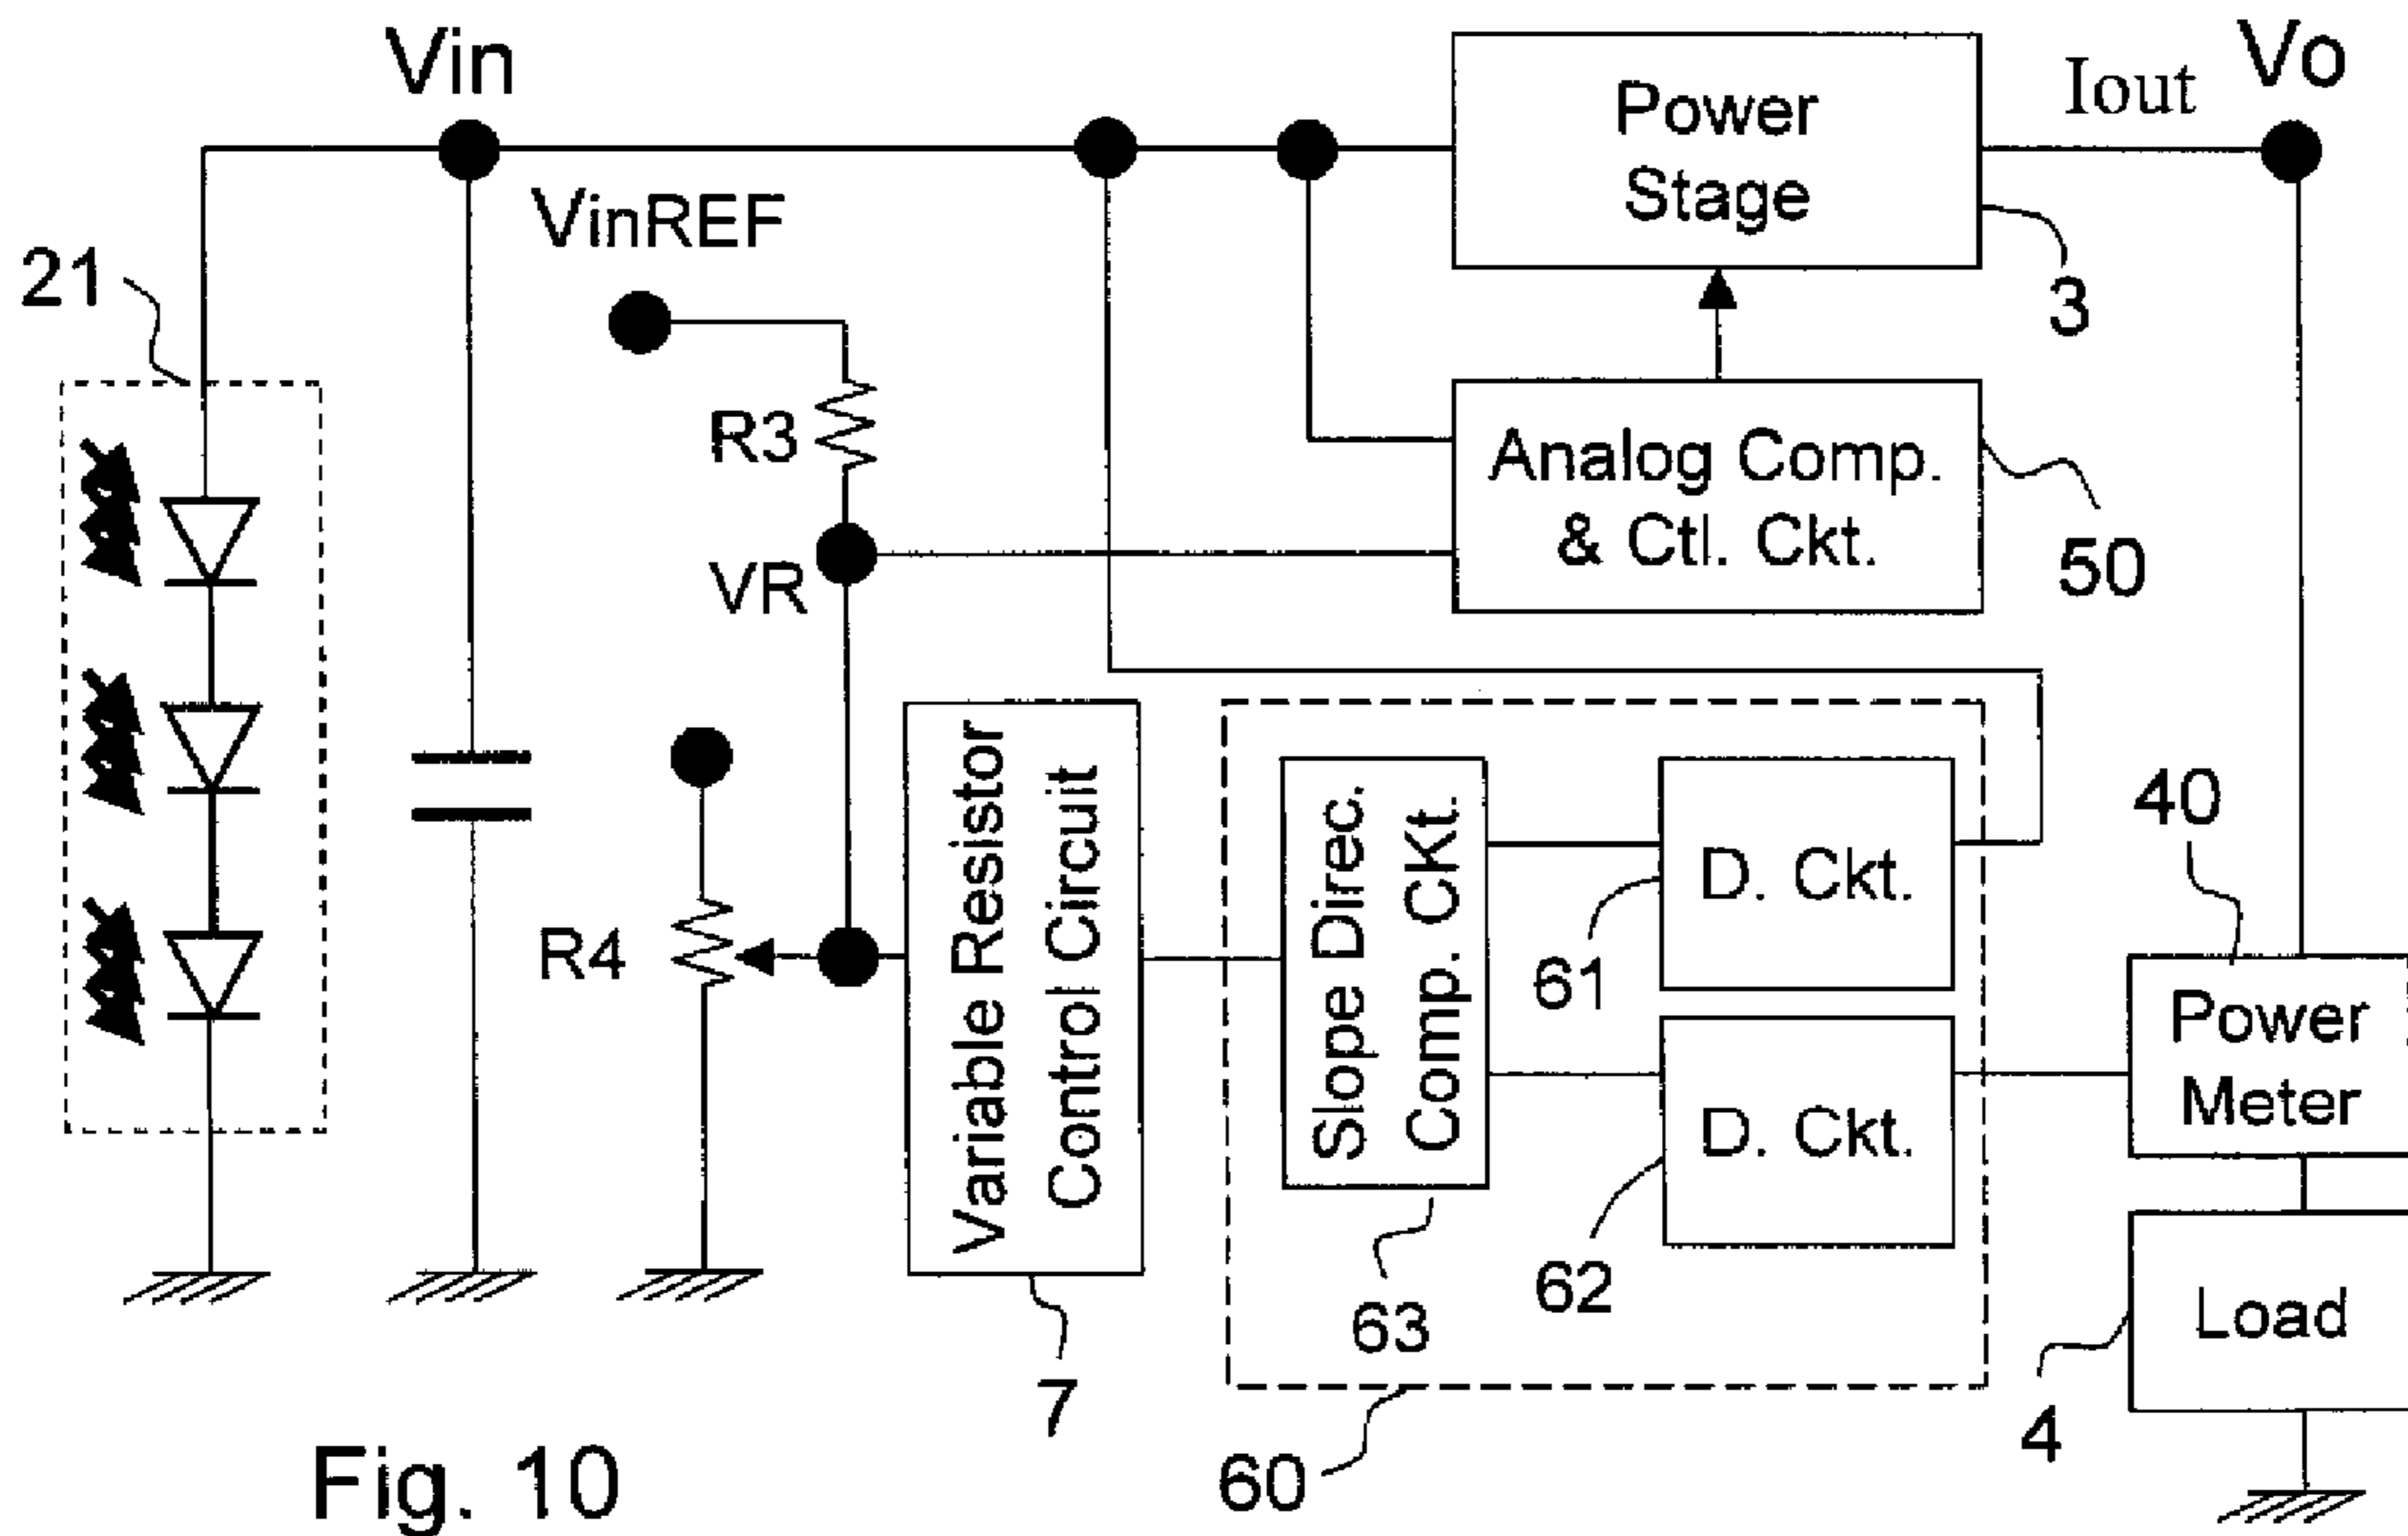 Vin
Iout
Vo
Power
Stage
VinREF
21
3
R3
Analog Comp.
& Ctl. Ckt.
VR
50
Variable Resistor
Control Circuit
Slope Direc.
Comp. CKt.
D. Ckt.
61
40
R4
Power
Meter
D. Ckt.
62
63
Load
7
4
60
Fig. 10